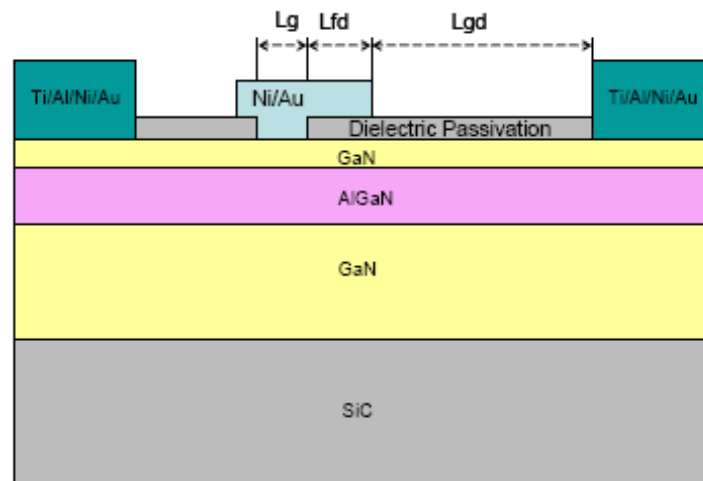 Lg Lfd Lgd
Ti/Al/Ni/Au Ni/Au Ti/Al/Ni/Au
Dielectric Passivation
GaN
AlGaN
GaN
SiC